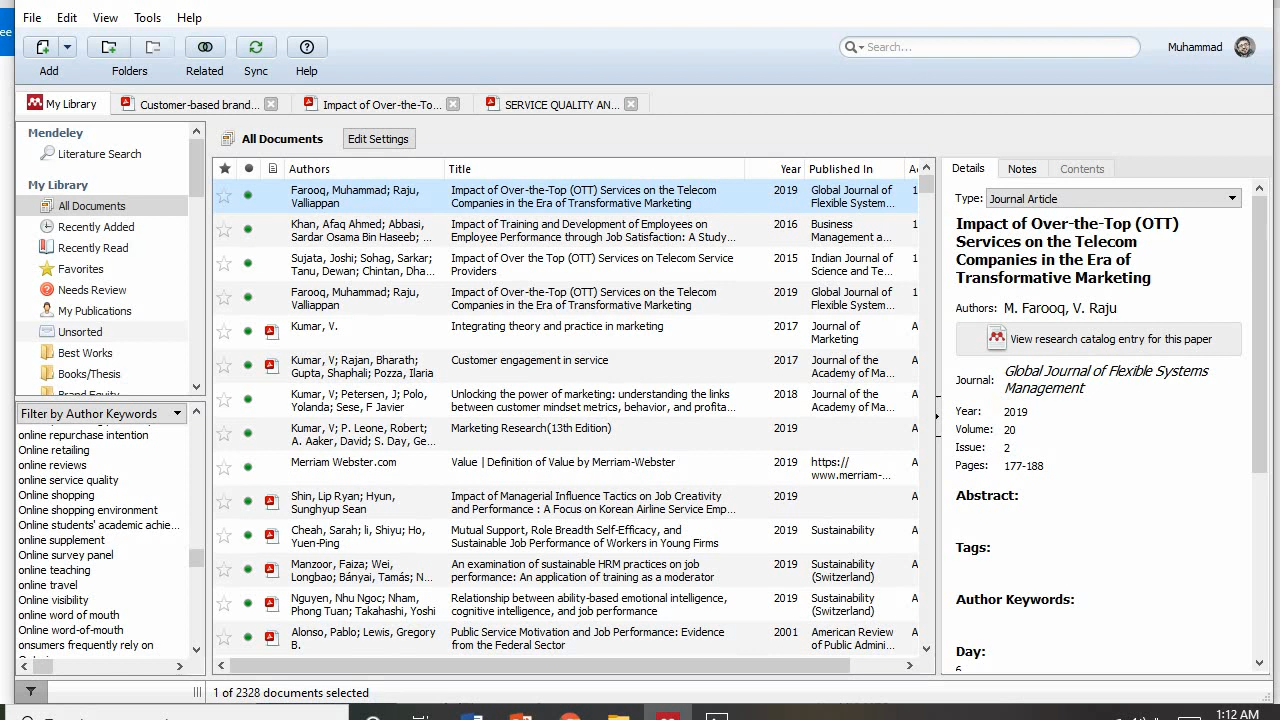 File Edit View Tools Help
Search...
Muhammad
Add Folders Related Sync Help
My Library Customer-based brand... Impact of Over-the-To... SERVICE QUALITY AN...
Mendeley
Literature Search
My Library
All Documents
Recently Added
Recently Read
Favorites
Needs Review
My Publications
Unsorted
Best Works
Books/Thesis
Brand Equity
Filter by Author Keywords
online repurchase intention
Online retailing
online reviews
online service quality
Online shopping
Online shopping environment
Online students' academic achie...
online supplement
Online survey panel
online teaching
online travel
Online visibility
online word of mouth
Online word-of-mouth
onsumers frequently rely on
All Documents Edit Settings
Authors Title Year Published In
Farooq, Muhammad; Raju, Impact of Over-the-Top (OTT) Services on the Telecom 2019 Global Journal of
Valliappan Companies in the Era of Transformative Marketing Flexible System...
Khan, Afaq Ahmed; Abbasi, Impact of Training and Development of Employees on 2016 Business
Sardar Osama Bin Haseeb; ... Employee Performance through Job Satisfaction: A Study... Management a...
Sujata, Joshi; Sohag, Sarkar; Impact of Over The Top (OTT) Services on Telecom Service 2015 Indian Journal of
Tanu, Dewan; Chintan, Dha... Providers Science and Te...
Farooq, Muhammad; Raju, Impact of Over-the-Top (OTT) Services on the Telecom 2019 Global Journal of
Valliappan Companies in the Era of Transformative Marketing Flexible System...
Kumar, V. Integrating theory and practice in marketing 2017 Journal of
Marketing
Kumar, V; Rajan, Bharath; Customer engagement in service 2017 Journal of the
Gupta, Shaphali; Pozza, Ilaria Academy of Ma...
Kumar, V; Petersen, J; Polo, Unlocking the power of marketing: understanding the links 2018 Journal of the
Yolanda; Sese, F Javier between customer mindset metrics, behavior, and profita... Academy of Ma...
Kumar, V; P. Leone, Robert; Marketing Research(13th Edition) 2019
A. Aaker, David; S. Day, Ge...
Merriam Webster.com Value | Definition of Value by Merriam-Webster 2019 https://
www.merriam-...
Shin, Lip Ryan; Hyun, Impact of Managerial Influence Tactics on Job Creativity 2019
Sunghyup Sean and Performance : A Focus on Korean Airline Service Emp...
Cheah, Sarah; li, Shiyu; Ho, Mutual Support, Role Breadth Self-Efficacy, and 2019 Sustainability
Yuen-Ping Sustainable Job Performance of Workers in Young Firms
Manzoor, Faiza; Wei, An examination of sustainable HRM practices on job 2019 Sustainability
Longbao; Bányai, Tamás; N... performance: An application of training as a moderator (Switzerland)
Nguyen, Nhu Ngoc; Nham, Relationship between ability-based emotional intelligence, 2019 Sustainability
Phong Tuan; Takahashi, Yoshi cognitive intelligence, and job performance (Switzerland)
Alonso, Pablo; Lewis, Gregory Public Service Motivation and Job Performance: Evidence 2001 American Review
B. from the Federal Sector of Public Admini...
1 of 2328 documents selected
Details Notes Contents
Type: Journal Article
Impact of Over-the-Top (OTT)
Services on the Telecom
Companies in the Era of
Transformative Marketing
Authors: M. Farooq, V. Raju
View research catalog entry for this paper
Journal: Global Journal of Flexible Systems
Management
Year: 2019
Volume: 20
Issue: 2
Pages: 177-188
Abstract:
Tags:
Author Keywords:
Day:
6
1:12 AM